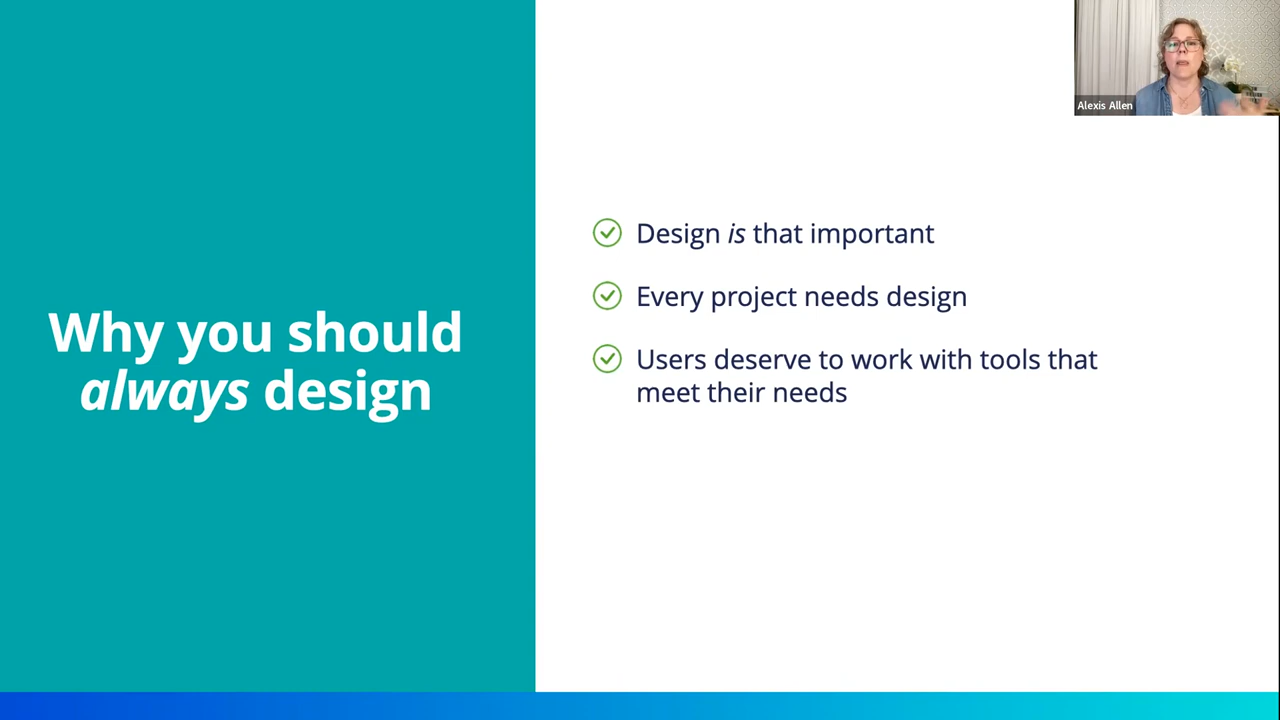 Why you should
always design
Design is that important
Every project needs design
Users deserve to work with tools that
meet their needs
Alexis Allen